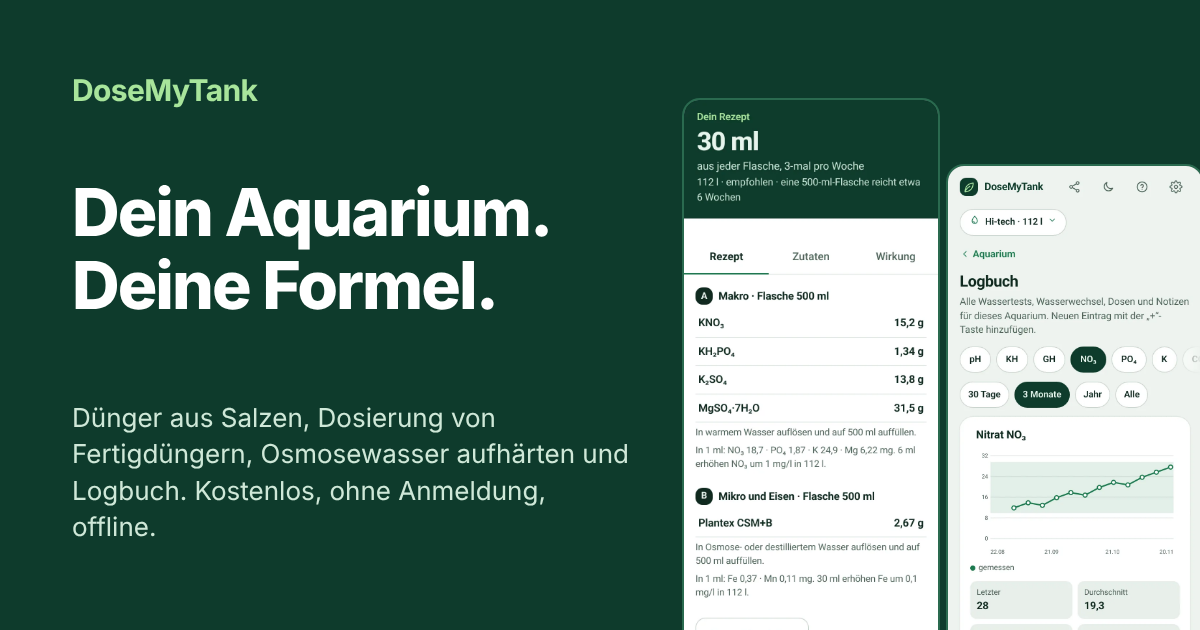 DoseMyTank
Dein Aquarium.
Deine Formel.
Dünger aus Salzen, Dosierung von
Fertigdüngern, Osmosewasser aufhärten und
Logbuch. Kostenlos, ohne Anmeldung,
offline.
Dein Rezept
30 ml
aus jeder Flasche, 3-mal pro Woche
112 l · empfohlen · eine 500-ml-Flasche reicht etwa
6 Wochen
Rezept Zutaten Wirkung
A Makro · Flasche 500 ml
KNO₃ 15,2 g
KH₂PO₄ 1,34 g
K₂SO₄ 13,8 g
MgSO₄·7H₂O 31,5 g
In warmem Wasser auflösen und auf 500 ml auffüllen.
In 1 ml: NO₃ 18,7 · PO₄ 1,87 · K 24,9 · Mg 6,22 mg. 6 ml
erhöhen NO₃ um 1 mg/l in 112 l.
B Mikro und Eisen · Flasche 500 ml
Plantex CSM+B 2,67 g
In Osmose- oder destilliertem Wasser auflösen und auf
500 ml auffüllen.
In 1 ml: Fe 0,37 · Mn 0,11 mg. 30 ml erhöhen Fe um 0,1
mg/l in 112 l.
DoseMyTank
Hi-tech · 112 l
Aquarium
Logbuch
Alle Wassertests, Wasserwechsel, Dosen und Notizen
für dieses Aquarium. Neuen Eintrag mit der „+“-
Taste hinzufügen.
pH KH GH NO₃ PO₄ K
30 Tage 3 Monate Jahr Alle
Nitrat NO₃
32
24
16
8
0
22.08 21.09 21.10 20.11
gemessen
Letzter Durchschnitt
28 19,3